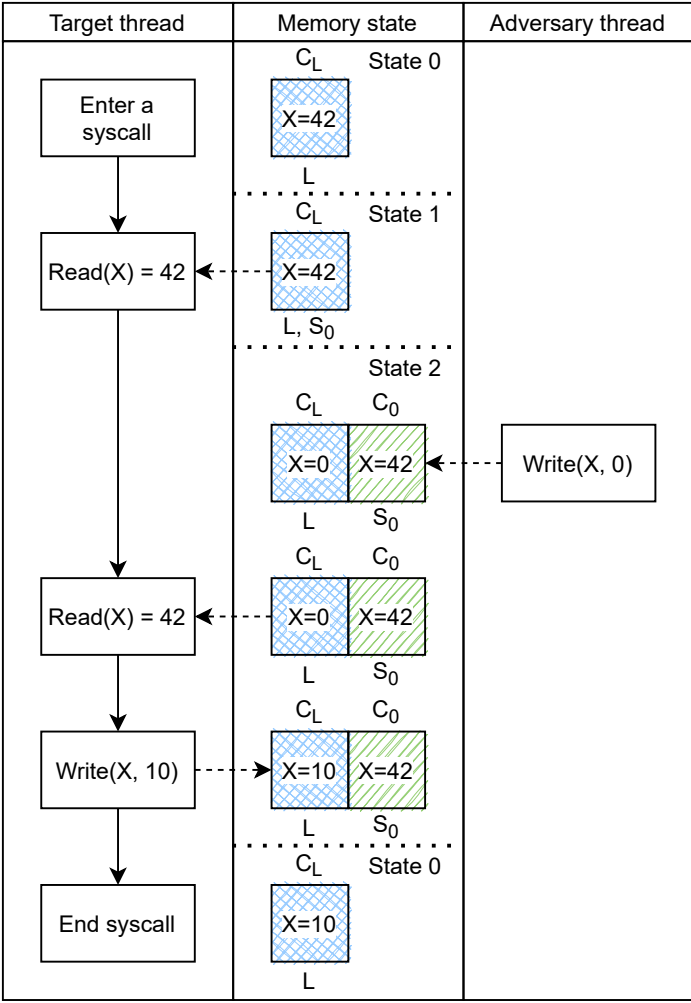 Target thread
Memory state
Adversary thread
C_L
State 0
Enter a
syscall
X=42
L
C_L
State 1
Read(X) = 42
X=42
L, S_0
State 2
C_L
C_0
X=0
X=42
Write(X, 0)
L
S_0
C_L
C_0
Read(X) = 42
X=0
X=42
L
S_0
C_L
C_0
Write(X, 10)
X=10
X=42
L
S_0
C_L
State 0
End syscall
X=10
L